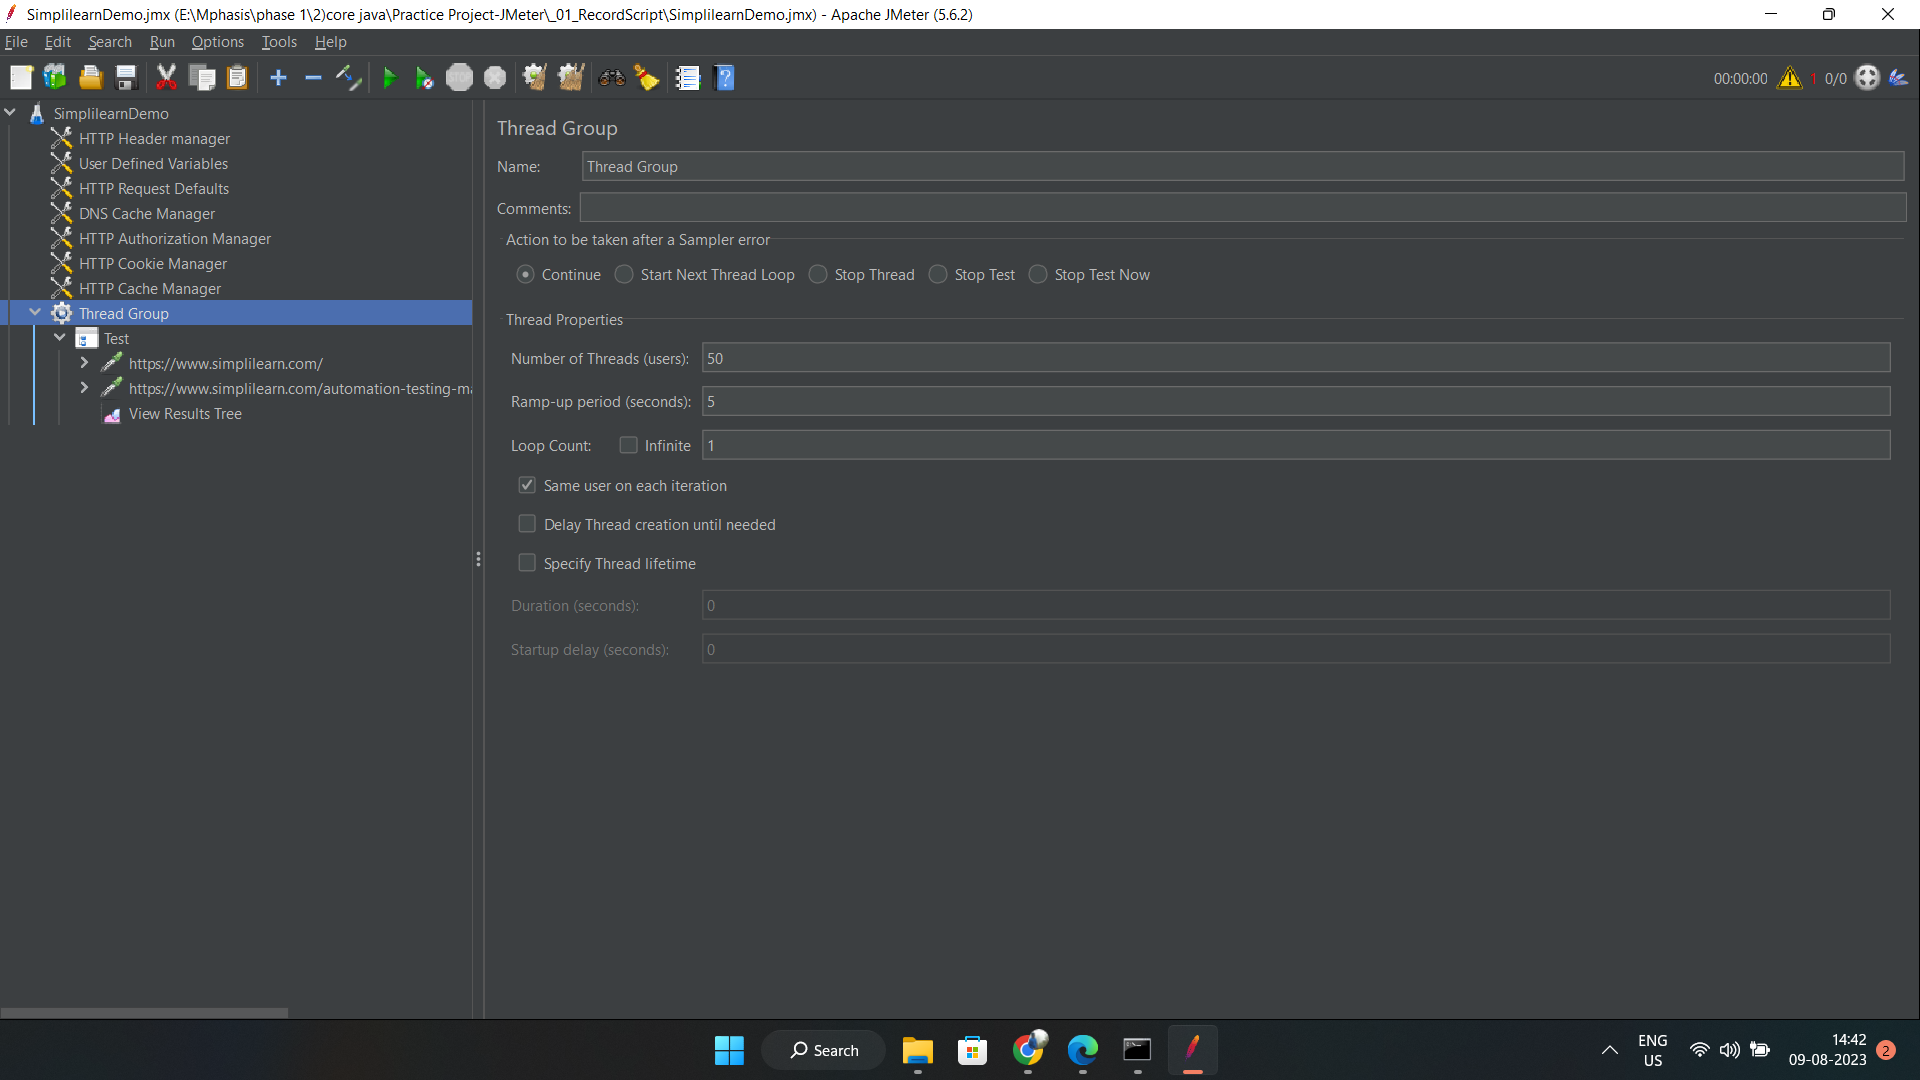 SimplilearnDemo.jmx (E:\Mphasis\phase 1\2)core java\Practice Project-JMeter\_01_RecordScript\SimplilearnDemo.jmx) - Apache JMeter (5.6.2)
File Edit Search Run Options Tools Help
STOP
00:00:00 1 0/0
SimplilearnDemo
HTTP Header manager
User Defined Variables
HTTP Request Defaults
DNS Cache Manager
HTTP Authorization Manager
HTTP Cookie Manager
HTTP Cache Manager
Thread Group
Test
https://www.simplilearn.com/
https://www.simplilearn.com/automation-testing-ma
View Results Tree
Thread Group
Name: Thread Group
Comments:
Action to be taken after a Sampler error
Continue Start Next Thread Loop Stop Thread Stop Test Stop Test Now
Thread Properties
Number of Threads (users): 50
Ramp-up period (seconds): 5
Loop Count: Infinite 1
Same user on each iteration
Delay Thread creation until needed
Specify Thread lifetime
Duration (seconds): 0
Startup delay (seconds): 0
Search
ENG
US
14:42
09-08-2023
2